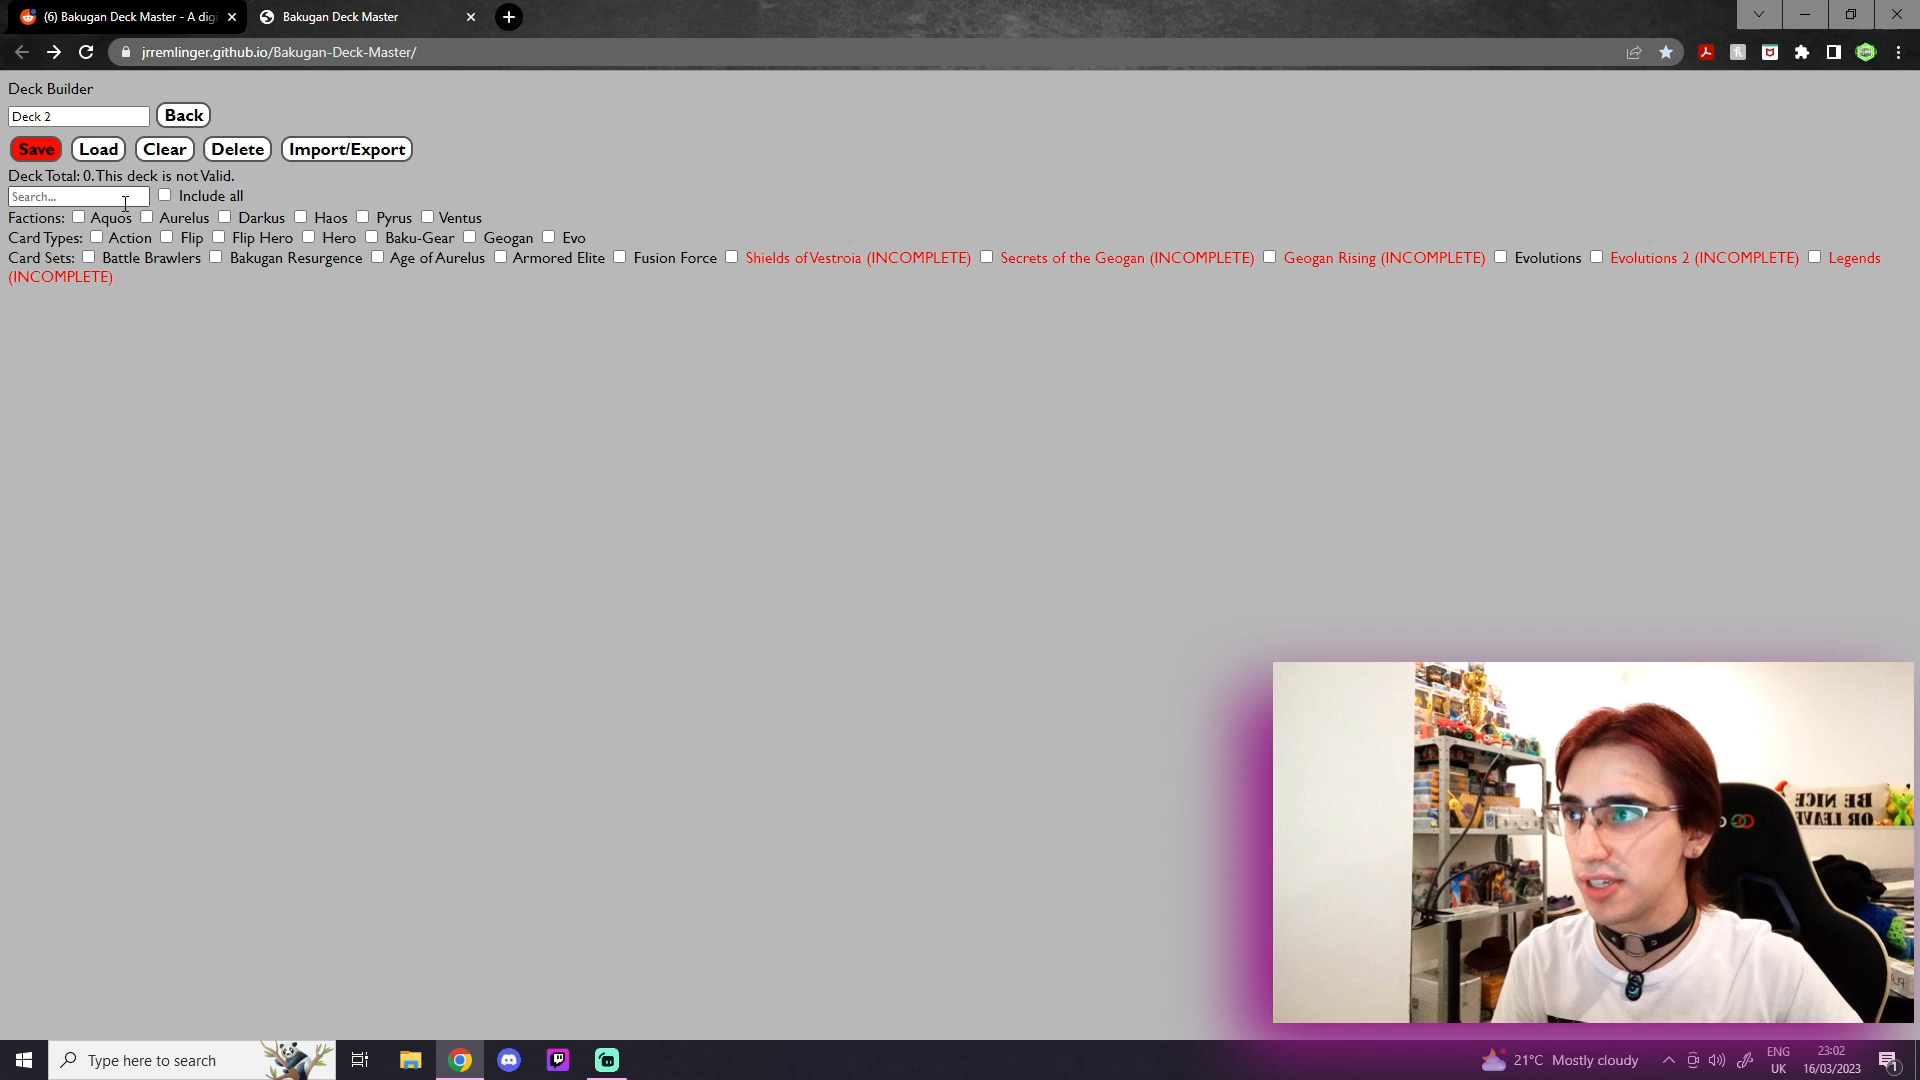 (6) Bakugan Deck Master - A digi
Bakugan Deck Master
jrremlinger.github.io/Bakugan-Deck-Master/
Deck Builder
Deck 2 Back
Save Load Clear Delete Import/Export
Deck Total: 0. This deck is not Valid.
Search... Include all
Factions: Aquos Aurelus Darkus Haos Pyrus Ventus
Card Types: Action Flip Flip Hero Hero Baku-Gear Geogan Evo
Card Sets: Battle Brawlers Bakugan Resurgence Age of Aurelus Armored Elite Fusion Force Shields of Vestroia (INCOMPLETE) Secrets of the Geogan (INCOMPLETE) Geogan Rising (INCOMPLETE) Evolutions Evolutions 2 (INCOMPLETE) Legends
(INCOMPLETE)
BE NICE
OR LEAVE
Type here to search
21°C Mostly cloudy
ENG
UK
23:02
16/03/2023
1